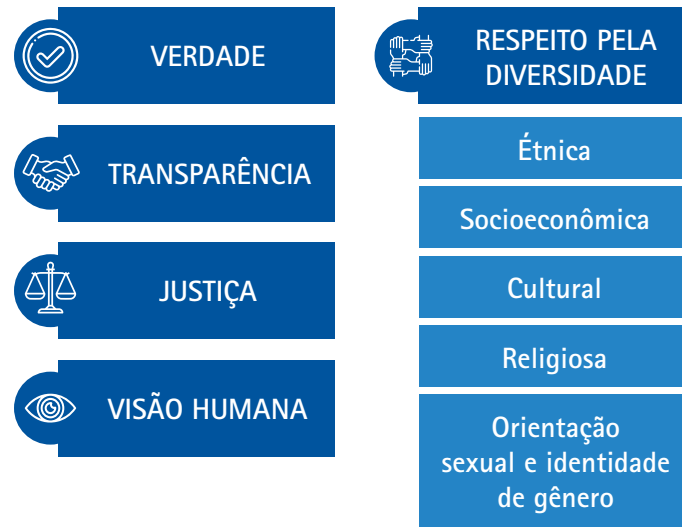 VERDADE
TRANSPARÊNCIA
JUSTIÇA
VISÃO HUMANA
RESPEITO PELA
DIVERSIDADE
Étnica
Socioeconômica
Cultural
Religiosa
Orientação
sexual e identidade
de gênero